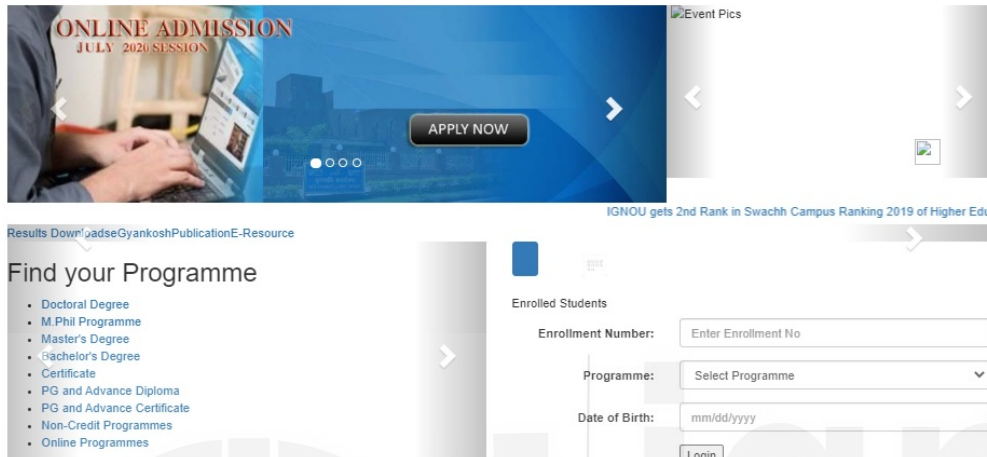 ONLINE ADMISSION
JULY 2020 SESSION
APPLY NOW
Event Pics
IGNOU gets 2nd Rank in Swachh Campus Ranking 2019 of Higher Edu
Results DownloadseGyankoshPublicationE-Resource
Find your Programme
Doctoral Degree
M.Phil Programme
Master's Degree
Bachelor's Degree
Certificate
PG and Advance Diploma
PG and Advance Certificate
Non-Credit Programmes
Online Programmes
Enrolled Students
Enrollment Number: Enter Enrollment No
Programme: Select Programme
Date of Birth: mm/dd/yyyy
Login